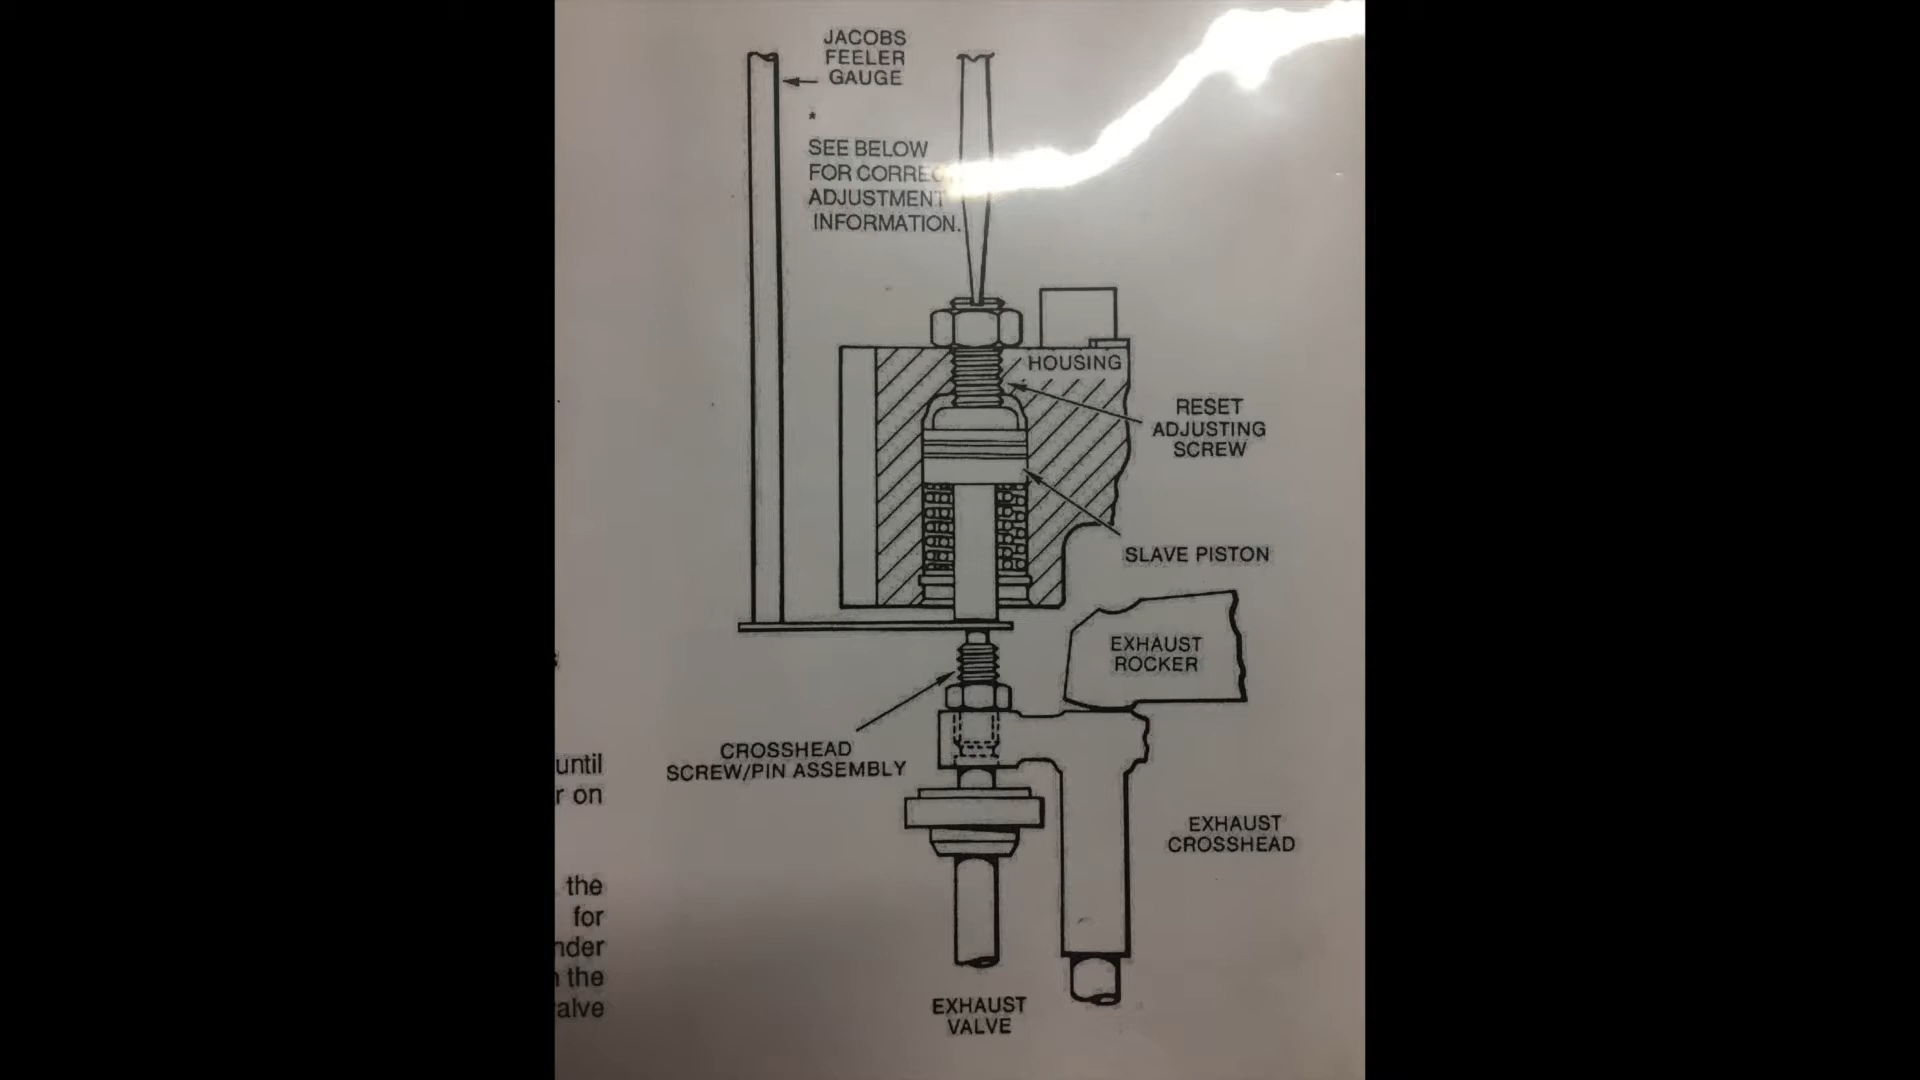 JACOBS
FEELER
GAUGE
*
SEE BELOW
FOR CORRECT
ADJUSTMENT
INFORMATION.
HOUSING
RESET
ADJUSTING
SCREW
SLAVE PISTON
EXHAUST
ROCKER
CROSSHEAD
SCREW/PIN ASSEMBLY
EXHAUST
CROSSHEAD
EXHAUST
VALVE
until
r on
the
for
nder
the
alve